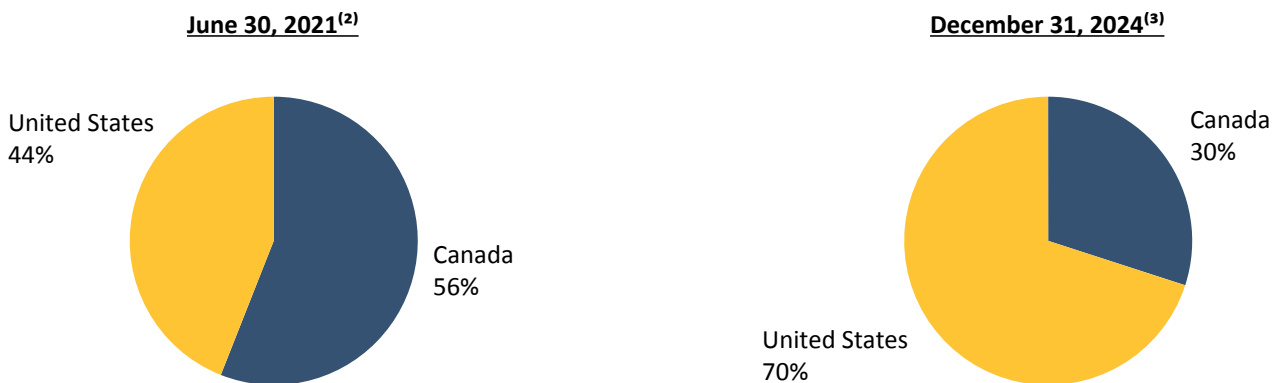 June 30, 2021⁽²⁾
United States
44%
Canada
56%
December 31, 2024⁽³⁾
Canada
30%
United States
70%